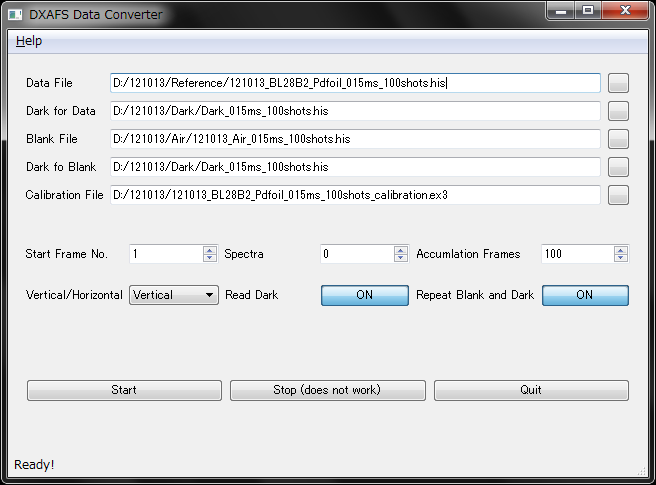 DXAFS Data Converter
Help
Data File D:/121013/Reference/121013_BL28B2_Pdfoil_015ms_100shots.his
Dark for Data D:/121013/Dark/Dark_015ms_100shots.his
Blank File D:/121013/Air/121013_Air_015ms_100shots.his
Dark fo Blank D:/121013/Dark/Dark_015ms_100shots.his
Calibration File D:/121013/121013_BL28B2_Pdfoil_015ms_100shots_calibration.ex3
Start Frame No. 1 Spectra 0 Accumlation Frames 100
Vertical/Horizontal Vertical Read Dark ON Repeat Blank and Dark ON
Start Stop (does not work) Quit
Ready!